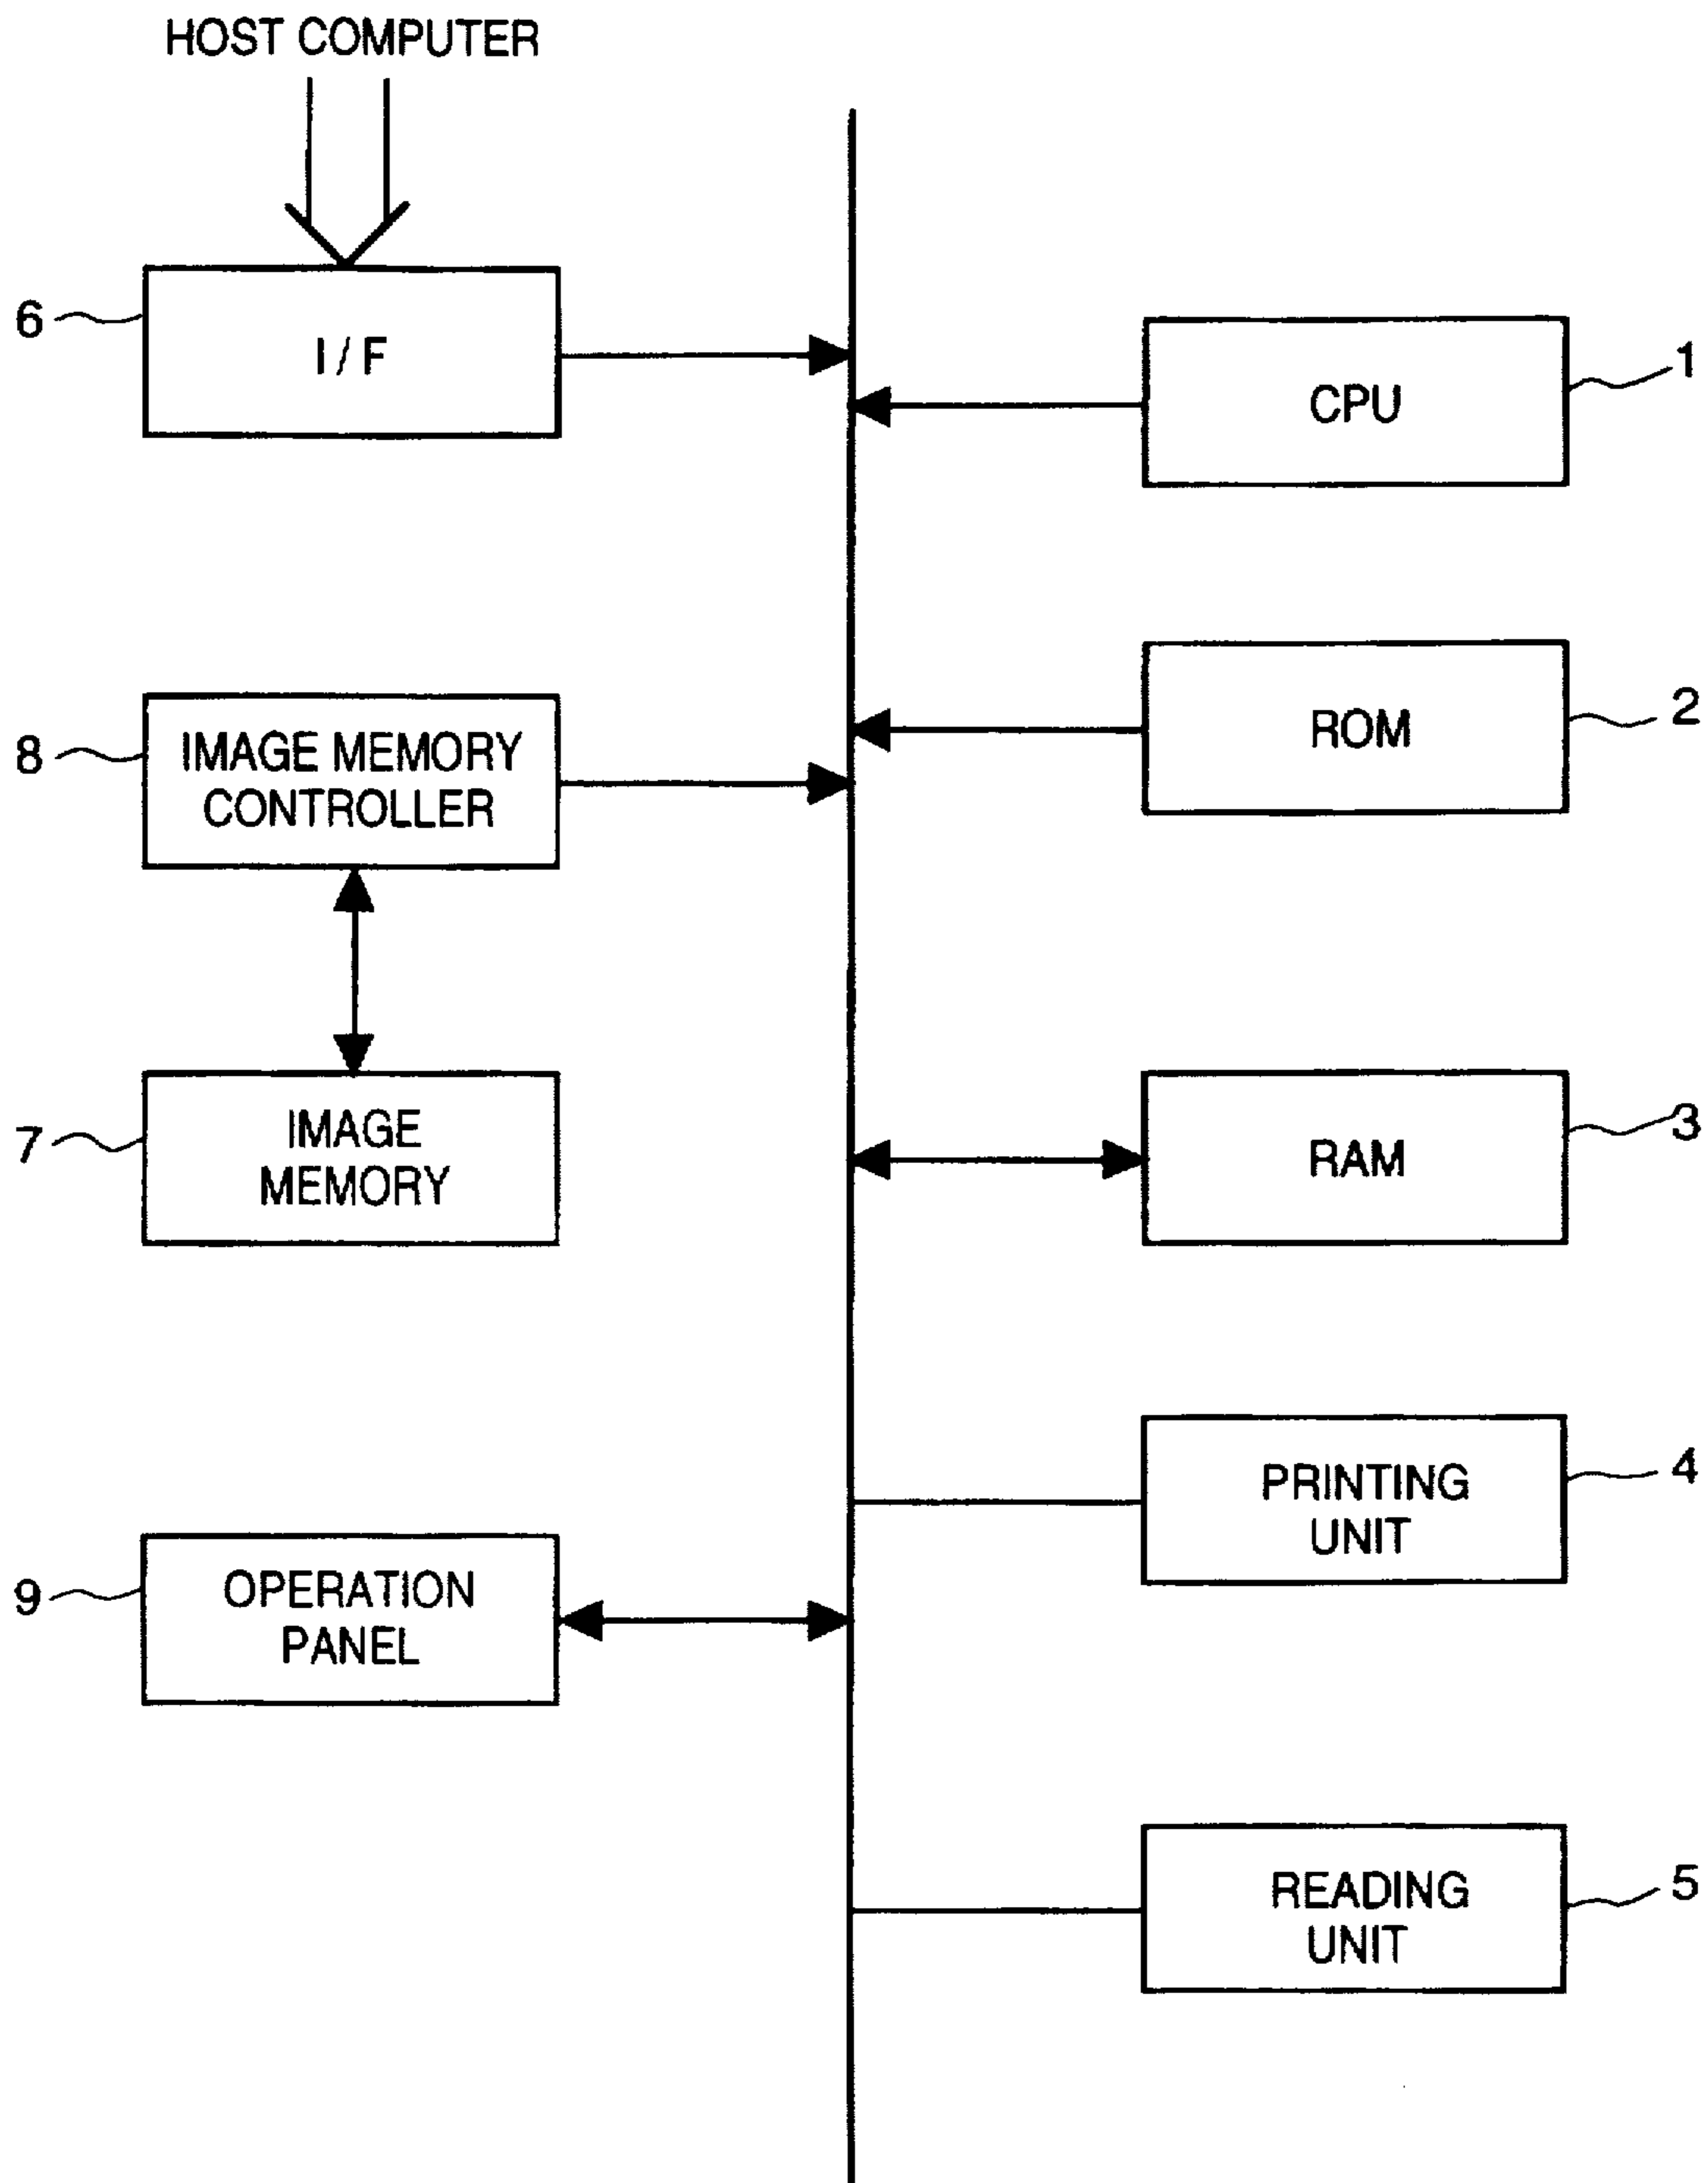 HOST COMPUTER
6
I / F
1
CPU
2
ROM
8
IMAGE MEMORY
CONTROLLER
3
RAM
7
IMAGE
MEMORY
4
PRINTING
UNIT
9
OPERATION
PANEL
5
READING
UNIT